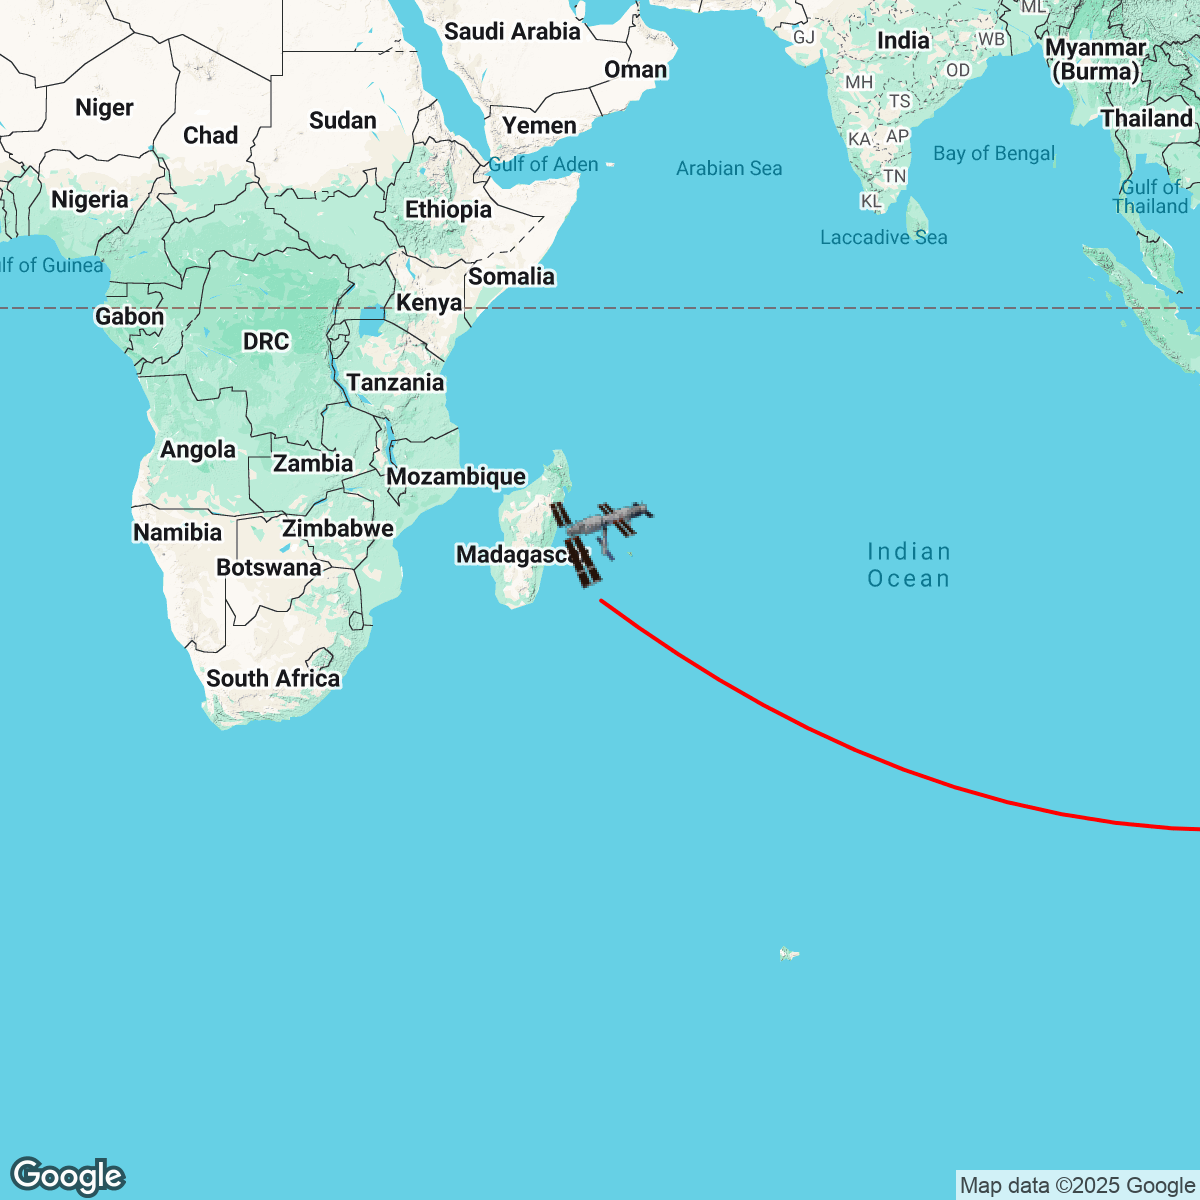 Saudi Arabia
ML
GJ
India
WB
Myanmar
(Burma)
Oman
OD
MH
Niger
TS
Sudan
Thailand
Chad
Yemen
KA
AP
Bay of Bengal
Gulf of Aden
Arabian Sea
TN
Gulf of
Thailand
Nigeria
KL
Ethiopia
Laccadive Sea
lf of Guinea
Somalia
Kenya
Gabon
DRC
Tanzania
Angola
Zambia
Mozambique
Namibia
Zimbabwe
Madagasca
Indian
Ocean
Botswana
South Africa
Google
Map data ©2025 Google